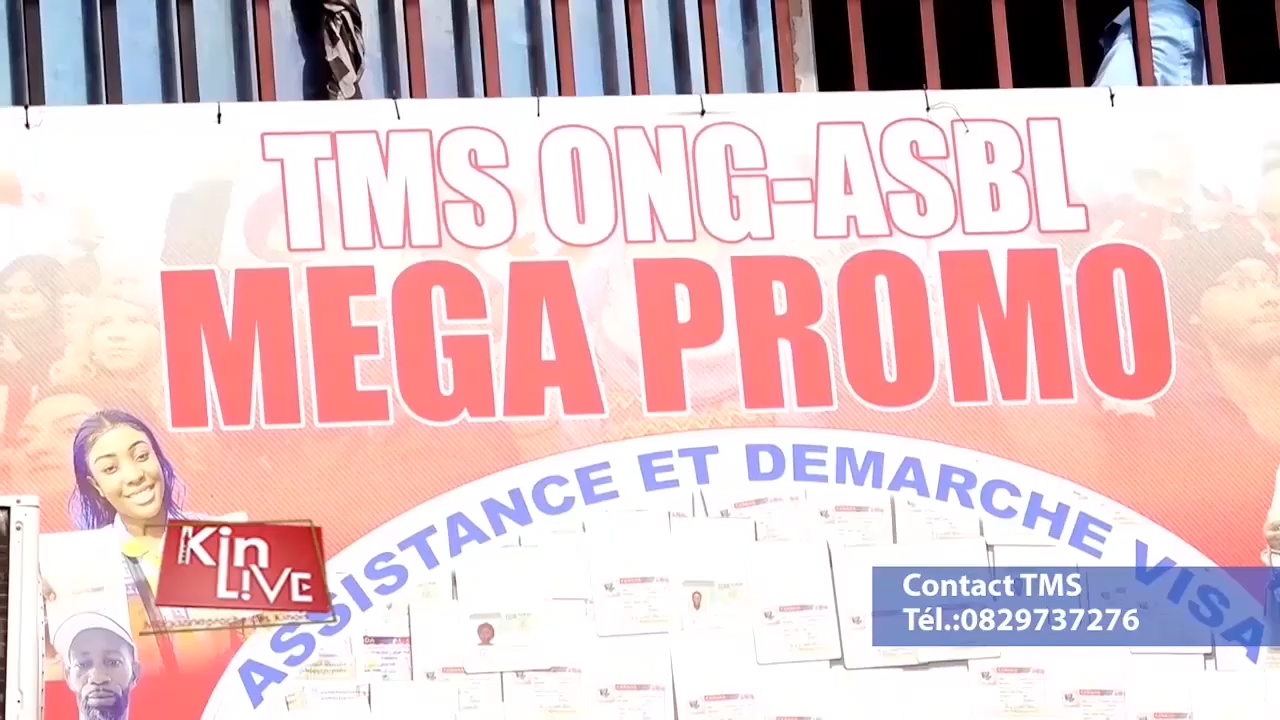 TMS ONG-ASBL
MEGA PROMO
ASSISTANCE ET DEMARCHE VISA
Kin
LIVE
Contact TMS
Tél.:0829737276